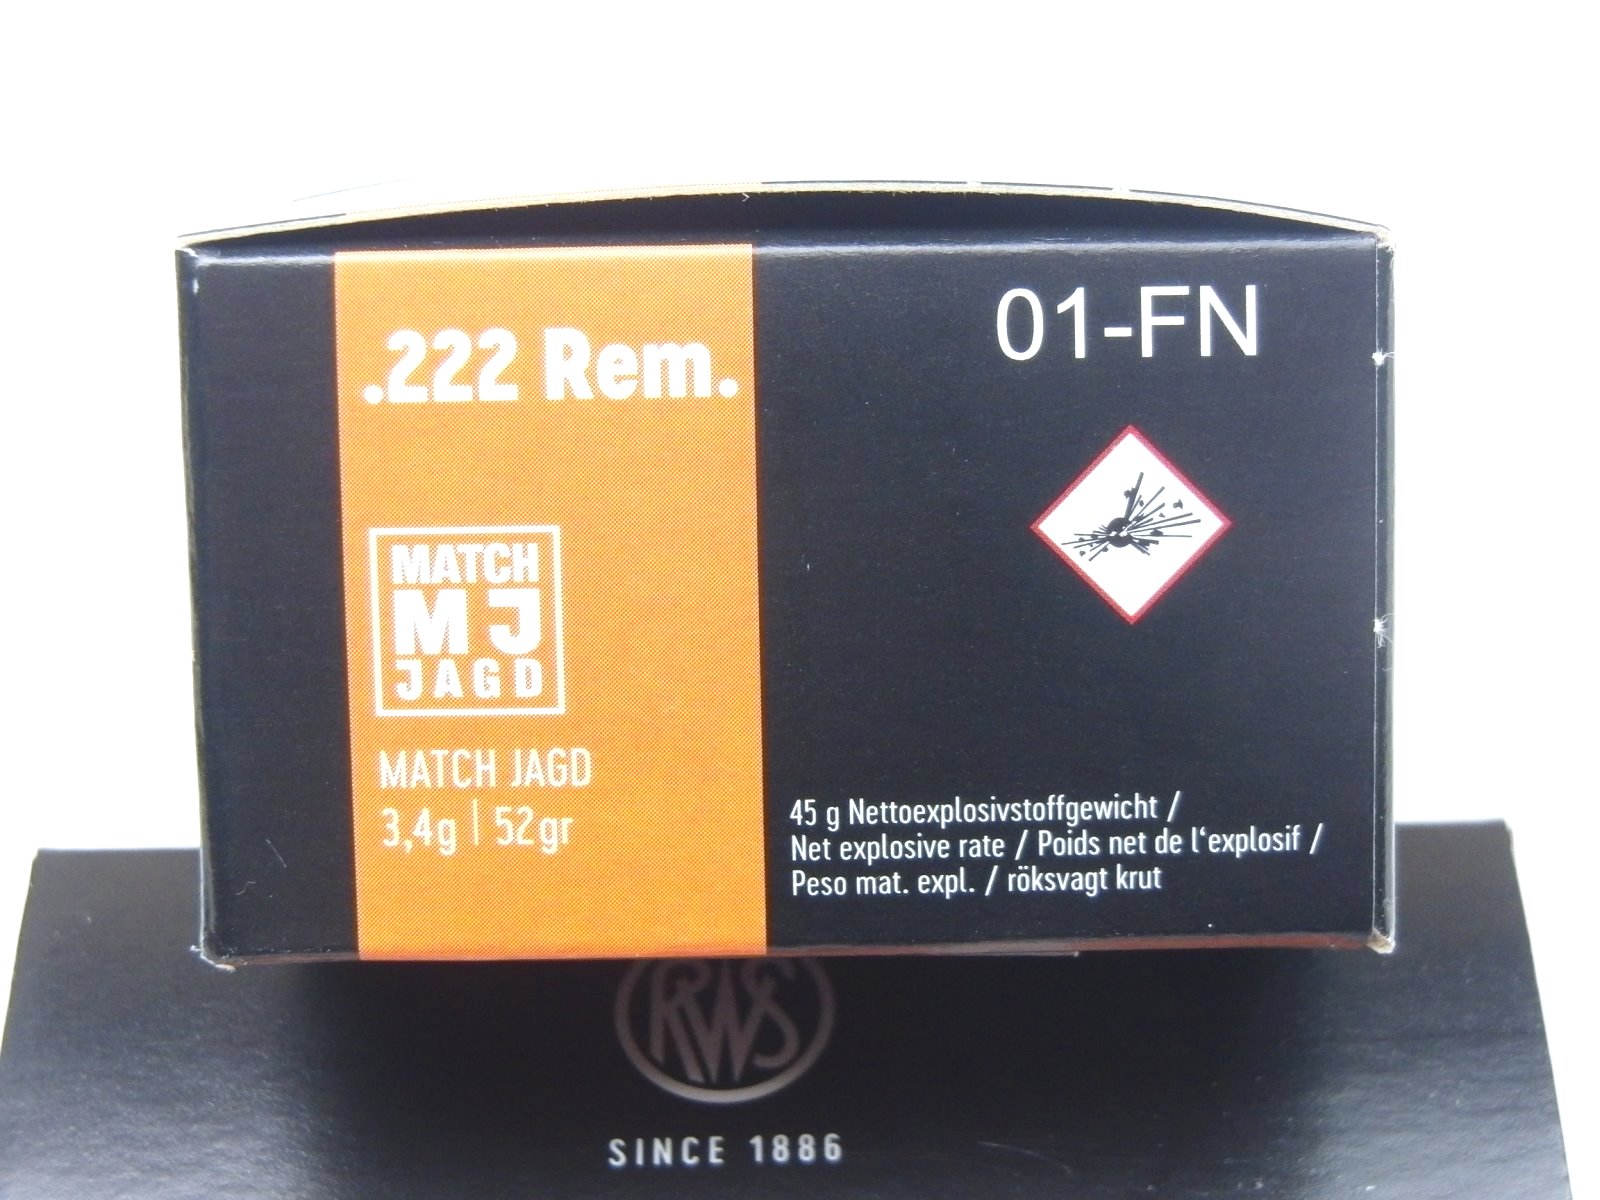 .222 Rem.
01-FN
MATCH
MJ
JAGD
MATCH JAGD
3,4g | 52gr
45 g Nettoexplosivstoffgewicht /
Net explosive rate / Poids net de l‘explosif /
Peso mat. expl. / röksvagt krut
RWS
SINCE 1886